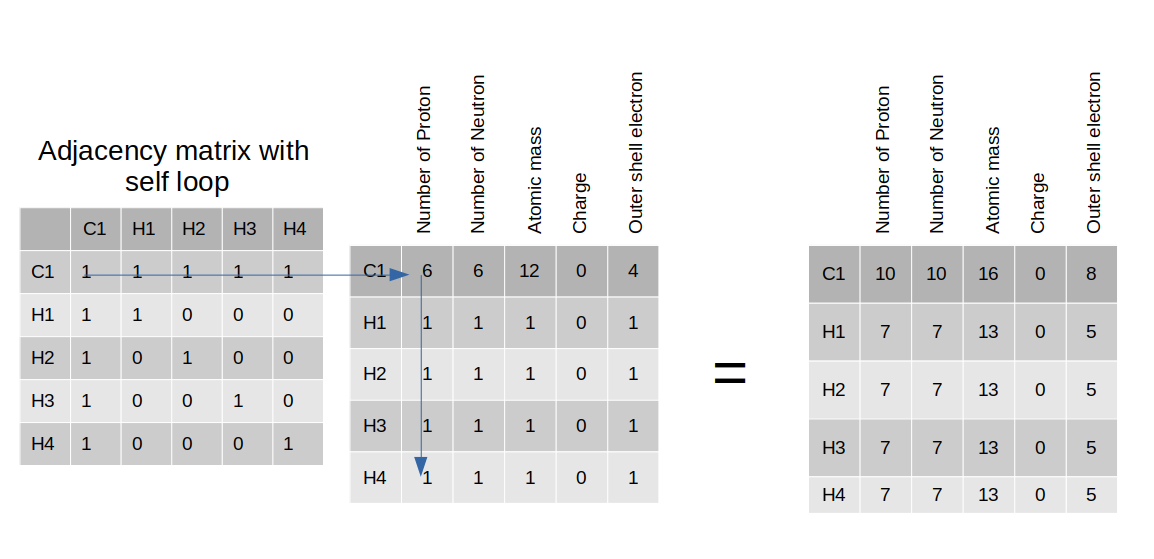 Adjacency matrix with
self loop
C1 H1 H2 H3 H4
C1 1 1 1 1 1
H1 1 1 0 0 0
H2 1 0 1 0 0
H3 1 0 0 1 0
H4 1 0 0 0 1
Number of Proton
Number of Neutron
Atomic mass
Charge
Outer shell electron
C1 6 6 12 0 4
H1 1 1 1 0 1
H2 1 1 1 0 1
H3 1 1 1 0 1
H4 1 1 1 0 1
=
Number of Proton
Number of Neutron
Atomic mass
Charge
Outer shell electron
C1 10 10 16 0 8
H1 7 7 13 0 5
H2 7 7 13 0 5
H3 7 7 13 0 5
H4 7 7 13 0 5